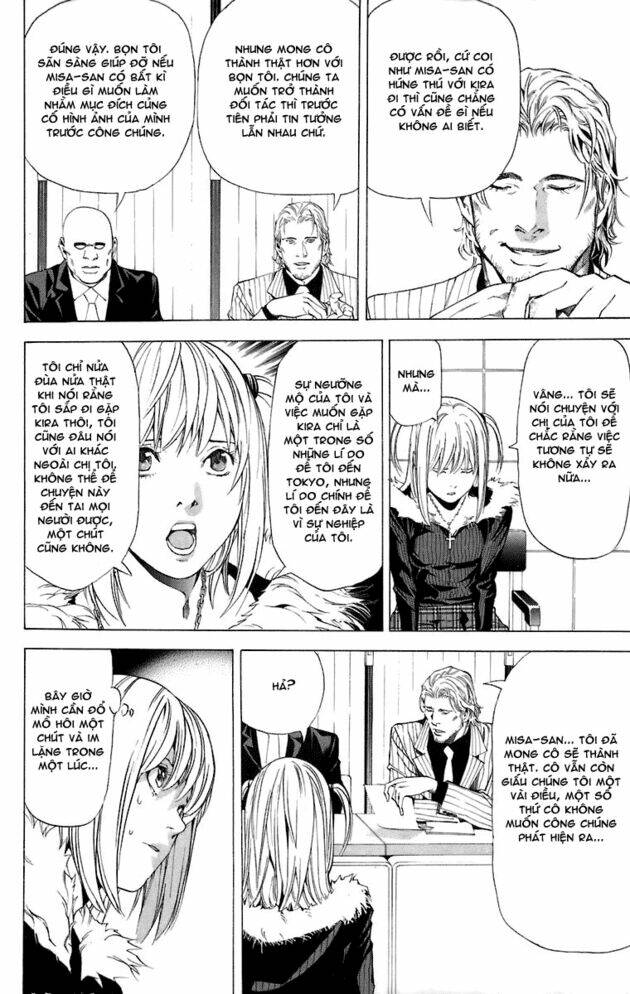 ĐƯỢC RỒI, CỨ COI
NHƯ MISA-SAN CÓ
HỨNG THÚ VỚI KIRA
ĐI THÌ CŨNG CHẲNG
CÓ VẤN ĐỀ GÌ NẾU
KHÔNG AI BIẾT.
NHƯNG MONG CÔ
THÀNH THẬT HƠN VỚI
BỌN TÔI. CHÚNG TA
MUỐN TRỞ THÀNH
ĐỐI TÁC THÌ TRƯỚC
TIÊN PHẢI TIN TƯỞNG
LẪN NHAU CHỨ.
ĐÚNG VẬY. BỌN TÔI
SẴN SÀNG GIÚP ĐỠ NẾU
MISA-SAN CÓ BẤT KÌ
ĐIỀU GÌ MUỐN LÀM
NHẰM MỤC ĐÍCH CỦNG
CỐ HÌNH ẢNH CỦA MÌNH
TRƯỚC CÔNG CHÚNG.
VÂNG... TÔI SẼ
NÓI CHUYỆN VỚI
CHỊ CỦA TÔI ĐỂ
CHẮC RẰNG VIỆC
TƯƠNG TỰ SẼ
KHÔNG XẢY RA
NỮA...
NHƯNG
MÀ...
SỰ NGƯỠNG
MỘ CỦA TÔI VÀ
VIỆC MUỐN GẶP
KIRA CHỈ LÀ
MỘT TRONG SỐ
NHỮNG LÍ DO
ĐỂ TÔI ĐẾN
TOKYO, NHƯNG
LÍ DO CHÍNH ĐỂ
TÔI ĐẾN ĐÂY LÀ
VÌ SỰ NGHIỆP
CỦA TÔI.
TÔI CHỈ NỬA
ĐÙA NỬA THẬT
KHI NÓI RẰNG
TÔI SẮP ĐI GẶP
KIRA THÔI, TÔI
CŨNG ĐÂU NÓI
VỚI AI KHÁC
NGOÀI CHỊ TÔI,
KHÔNG THỂ ĐỂ
CHUYỆN NÀY
ĐẾN TAI MỌI
NGƯỜI ĐƯỢC,
MỘT CHÚT
CŨNG KHÔNG.
MISA-SAN... TÔI ĐÃ
MONG CÔ SẼ THÀNH
THẬT. CÔ VẪN CÒN
GIẤU CHÚNG TÔI MỘT
VÀI ĐIỀU, MỘT SỐ
THỨ CÔ KHÔNG
MUỐN CÔNG CHÚNG
PHÁT HIỆN RA...
HẢ?
BÂY GIỜ
MÌNH CẦN ĐỔ
MỒ HÔI MỘT
CHÚT VÀ IM
LẶNG TRONG
MỘT LÚC...